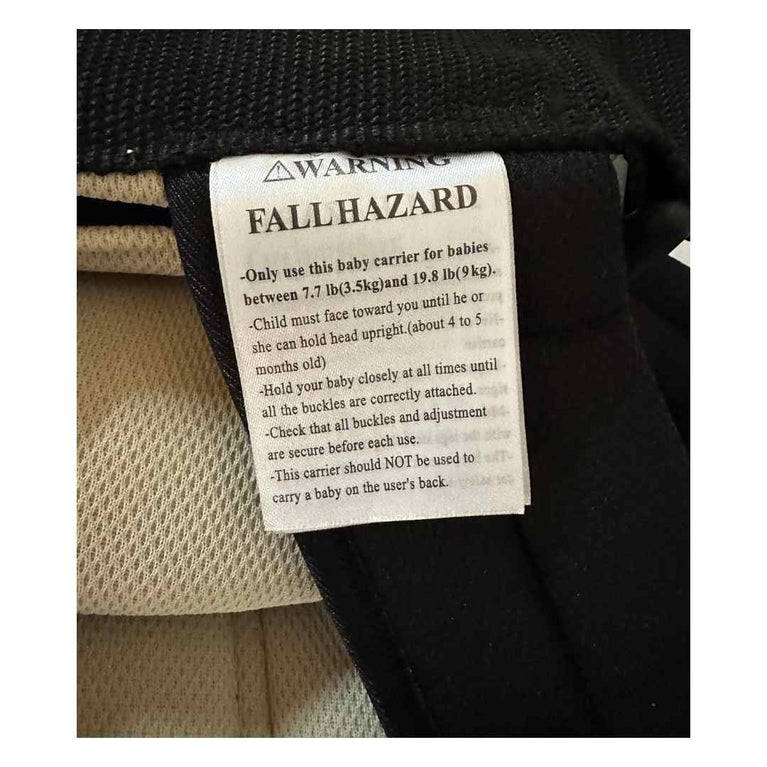 ⚠WARNING
FALL HAZARD
-Only use this baby carrier for babies
between 7.7 lb(3.5kg)and 19.8 lb(9kg).
-Child must face toward you until he or
she can hold head upright.(about 4 to 5
months old)
-Hold your baby closely at all times until
all the buckles are correctly attached.
-Check that all buckles and adjustment
are secure before each use.
-This carrier should NOT be used to
carry a baby on the user's back.